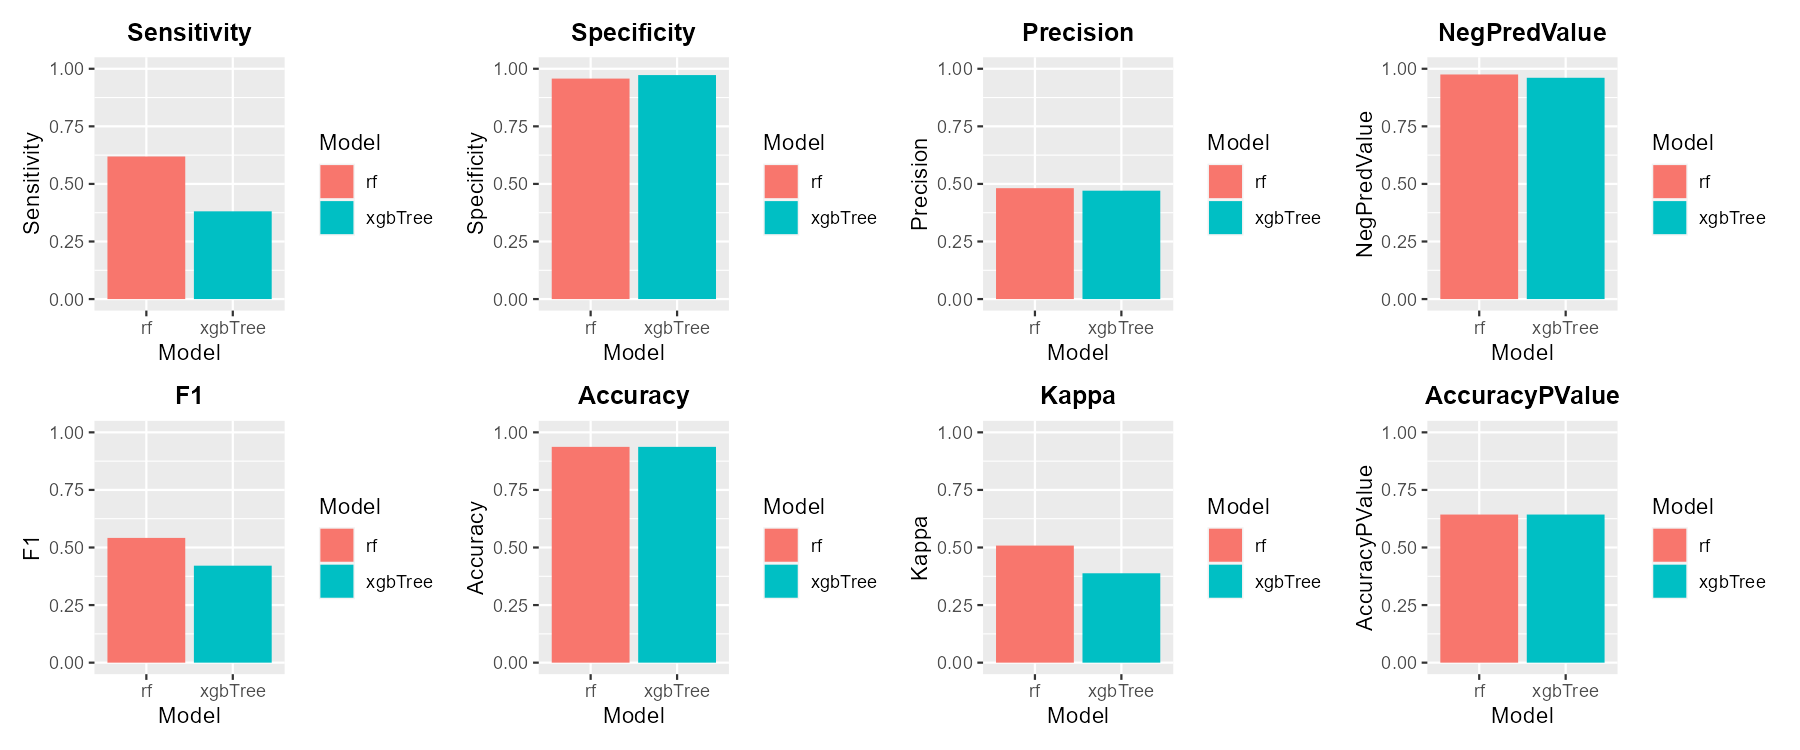 Sensitivity
1.00
0.75
0.50
0.25
0.00
Sensitivity
rf
xgbTree
Model
Model
rf
xgbTree
Specificity
1.00
0.75
0.50
0.25
0.00
Specificity
rf
xgbTree
Model
Model
rf
xgbTree
Precision
1.00
0.75
0.50
0.25
0.00
Precision
rf
xgbTree
Model
Model
rf
xgbTree
NegPredValue
1.00
0.75
0.50
0.25
0.00
NegPredValue
rf
xgbTree
Model
Model
rf
xgbTree
F1
1.00
0.75
0.50
0.25
0.00
F1
rf
xgbTree
Model
Model
rf
xgbTree
Accuracy
1.00
0.75
0.50
0.25
0.00
Accuracy
rf
xgbTree
Model
Model
rf
xgbTree
Kappa
1.00
0.75
0.50
0.25
0.00
Kappa
rf
xgbTree
Model
Model
rf
xgbTree
AccuracyPValue
1.00
0.75
0.50
0.25
0.00
AccuracyPValue
rf
xgbTree
Model
Model
rf
xgbTree